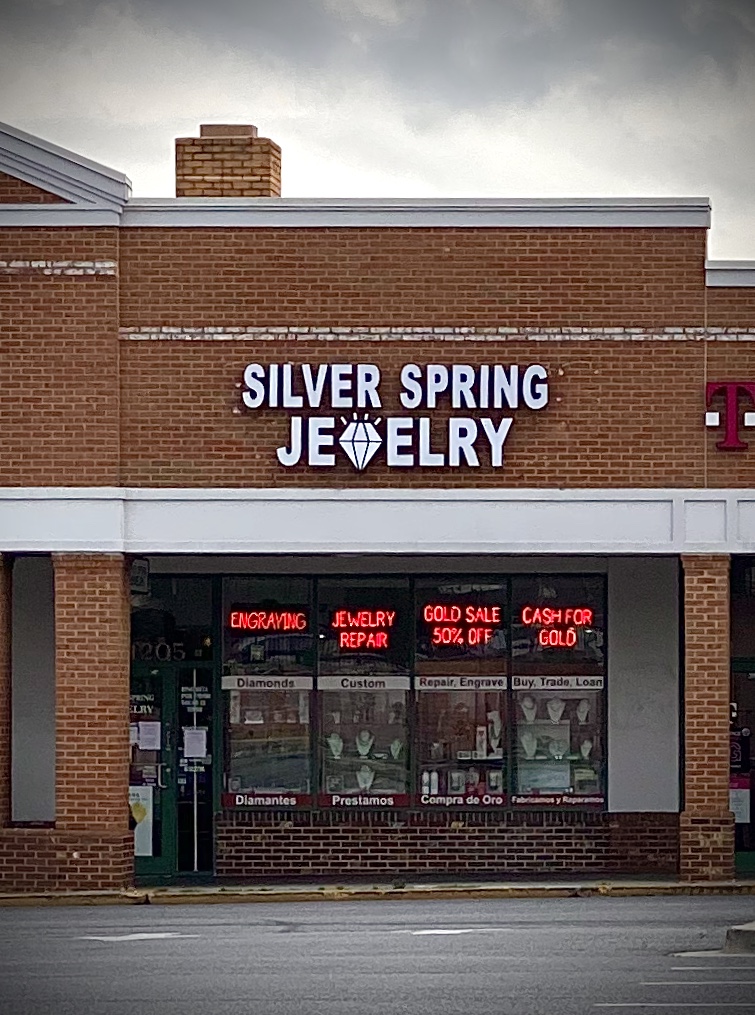 SILVER SPRING
JEWELRY
T
1205
ENGRAVING
JEWELRY
REPAIR
GOLD SALE
50% OFF
CASH FOR
GOLD
Diamonds
Custom
Repair, Engrave
Buy, Trade, Loan
Diamantes
Prestamos
Compra de Oro
Fabricamos y Reparamos